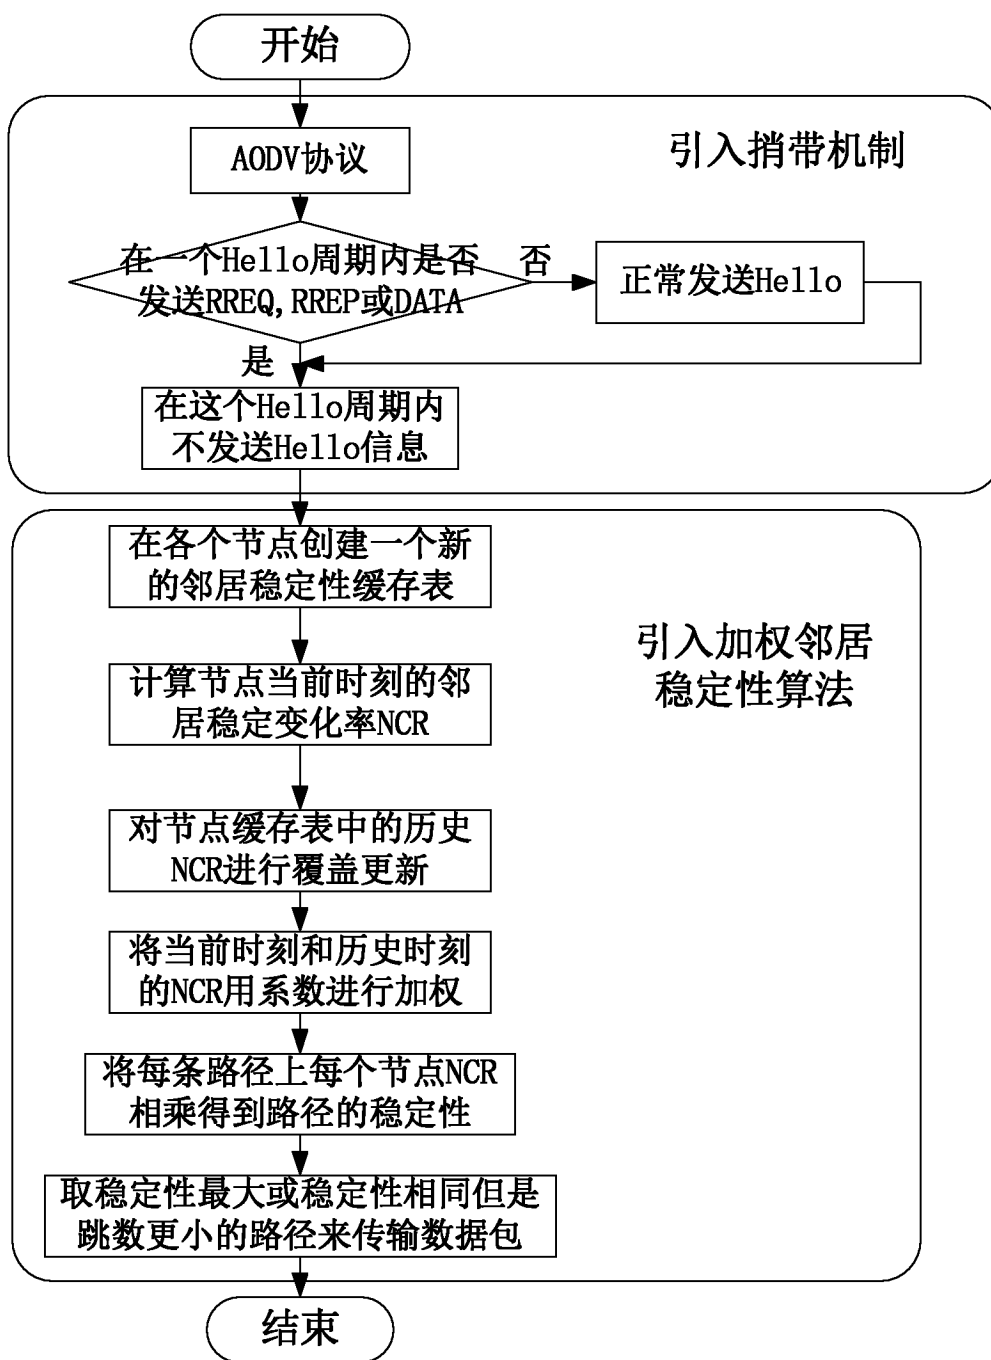 开始
引入捎带机制
AODV协议
在一个Hello周期内是否
发送RREQ,RREP或DATA
否
正常发送Hello
是
在这个Hello周期内
不发送Hello信息
在各个节点创建一个新
的邻居稳定性缓存表
引入加权邻居
稳定性算法
计算节点当前时刻的邻
居稳定变化率NCR
对节点缓存表中的历史
NCR进行覆盖更新
将当前时刻和历史时刻
的NCR用系数进行加权
将每条路径上每个节点NCR
相乘得到路径的稳定性
取稳定性最大或稳定性相同但是
跳数更小的路径来传输数据包
结束